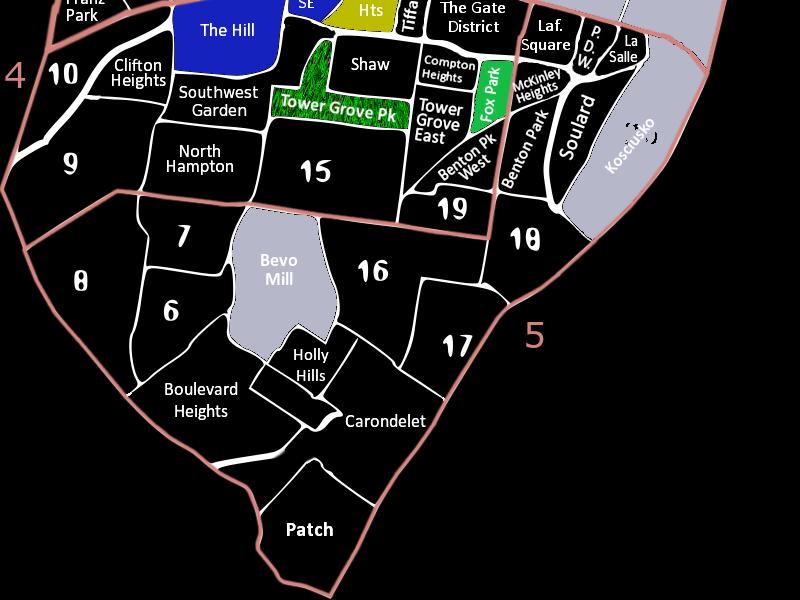 Franz
Park
SE
Hts
Tiffa
The Gate
District
The Hill
Laf.
Square
P.
D.
W.
La
Salle
4
10
Clifton
Heights
Shaw
Compton
Heights
Fox Park
McKinley
Heights
Southwest
Garden
Tower Grove Pk
Tower
Grove
East
Benton Park
Soulard
Kosciusko
9
North
Hampton
15
Benton Pk
West
19
7
18
8
Bevo
Mill
16
6
17
5
Holly
Hills
Boulevard
Heights
Carondelet
Patch